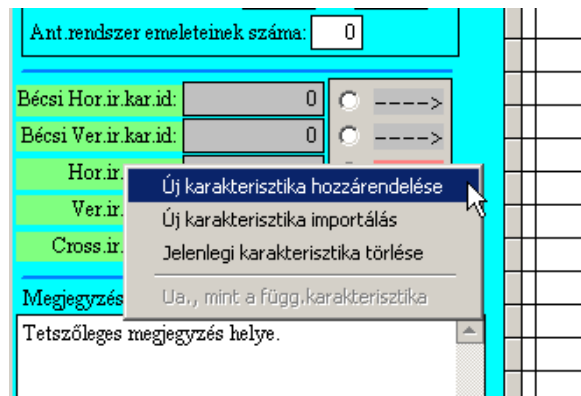 Ant.rendszer emeleteinek száma: 0
Bécsi Hor.ir.kar.id: 0 ---->
Bécsi Ver.ir.kar.id: 0 ---->
Hor.ir.
Ver.ir.
Cross.ir.
Új karakterisztika hozzárendelése
Új karakterisztika importálás
Jelenlegi karakterisztika törlése
Ua., mint a függ.karakterisztika
Megjegyzés
Tetszőleges megjegyzés helye.